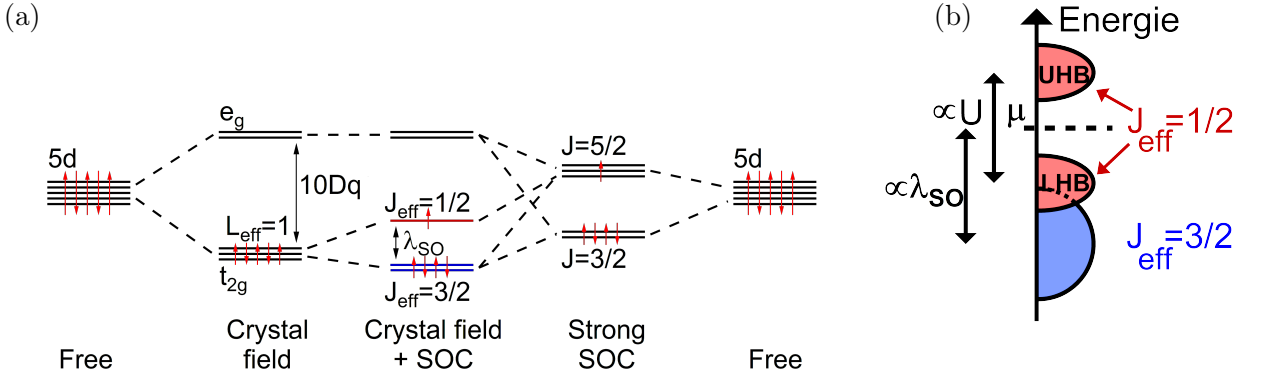 (a)
5d
e_g
10Dq
L_eff=1
t_2g
J_eff=1/2
λ_SO
J_eff=3/2
J=5/2
J=3/2
5d
Free
Crystal
field
Crystal field
+ SOC
Strong
SOC
Free
(b)
Energie
UHB
∝U
μ
J_eff=1/2
LHB
∝λ_SO
J_eff=3/2